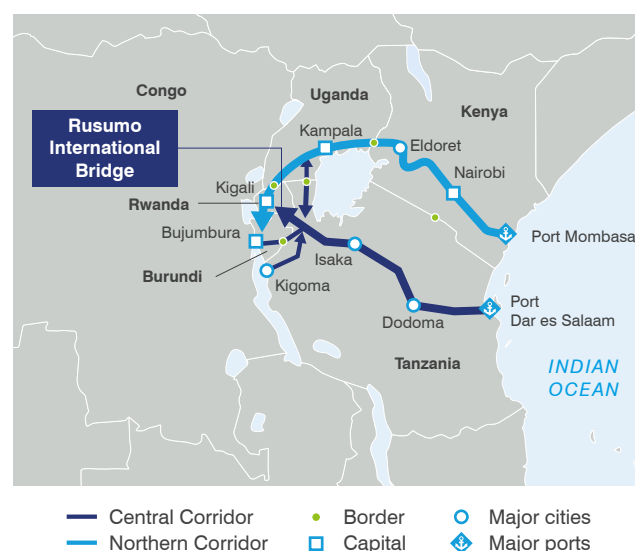 Congo
Uganda
Kenya
Rusumo
International
Bridge
Kampala
Eldoret
Nairobi
Kigali
Rwanda
Bujumbura
Port Mombasa
Isaka
Burundi
Kigoma
Port
Dar es Salaam
Dodoma
Tanzania
INDIAN
OCEAN
Central Corridor
Border
Major cities
Northern Corridor
Capital
Major ports